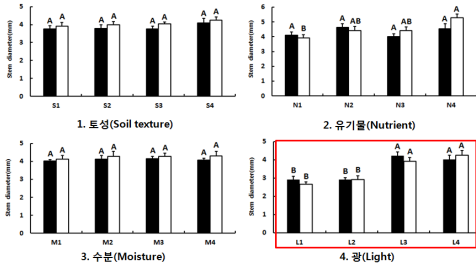 Stem diameter(mm)
5
4
3
2
1
0
A A A A A A A A
S1 S2 S3 S4
1. 토성(Soil texture)
Stem diameter(mm)
6
5
4
3
2
1
0
A B A AB A AB A A
N1 N2 N3 N4
2. 유기물(Nutrient)
Stem diameter(mm)
5
4
3
2
1
0
A A A A A A A A
M1 M2 M3 M4
3. 수분(Moisture)
Stem diameter(mm)
5
4
3
2
1
0
B B B B A A A A
L1 L2 L3 L4
4. 광(Light)